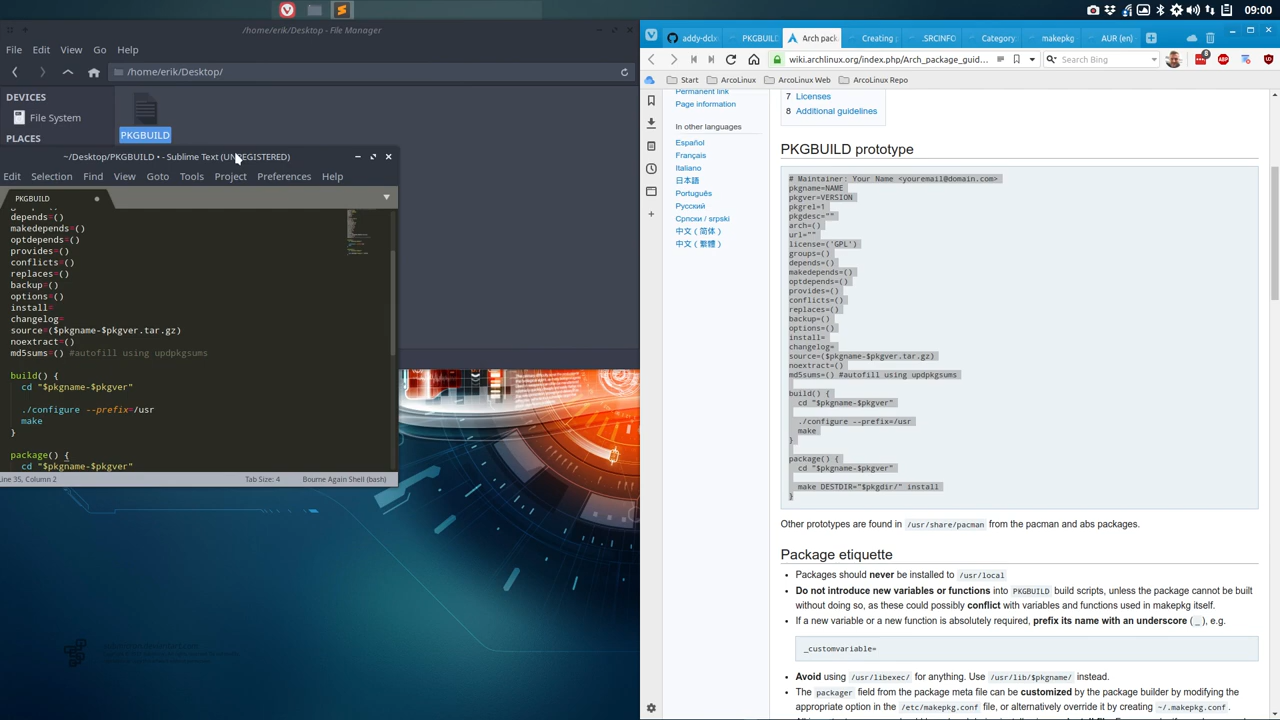 09:00
/home/erik/Desktop - File Manager
File Edit View Go Help
/home/erik/Desktop
DEVICES
File System
PKGBUILD
~/Desktop/PKGBUILD • - Sublime Text (UNREGISTERED)
dit Selection Find View Goto Tools Project Preferences Help
PKGBUILD
depends=()
makedepends=()
optdepends=()
provides=()
conflicts=()
replaces=()
backup=()
options=()
install=
changelog=
source=($pkgname-$pkgver.tar.gz)
noextract=()
md5sums=() #autofill using updpkgsums
build() {
cd "$pkgname-$pkgver"
./configure --prefix=/usr
make
}
package() {
cd "$pkgname-$pkgver"
Line 35, Column 2
Tab Size: 4
Bourne Again Shell (bash)
addy-dclx
PKGBUILD
Arch pack
Creating p
.SRCINFO
Category:
makepkg
AUR (en)
wiki.archlinux.org/index.php/Arch_package_guid...
Search Bing
8
ABP
Start
ArcoLinux
ArcoLinux Web
ArcoLinux Repo
Permanent link
Page information
In other languages
Español
Français
Italiano
日本語
Português
Русский
Српски / srpski
中文（简体）
中文（繁體）
7 Licenses
8 Additional guidelines
PKGBUILD prototype
# Maintainer: Your Name <youremail@domain.com>
pkgname=NAME
pkgver=VERSION
pkgrel=1
pkgdesc=""
arch=()
url=""
license=('GPL')
groups=()
depends=()
makedepends=()
optdepends=()
provides=()
conflicts=()
replaces=()
backup=()
options=()
install=
changelog=
source=($pkgname-$pkgver.tar.gz)
noextract=()
md5sums=() #autofill using updpkgsums
build() {
cd "$pkgname-$pkgver"
./configure --prefix=/usr
make
}
package() {
cd "$pkgname-$pkgver"
make DESTDIR="$pkgdir/" install
}
Other prototypes are found in /usr/share/pacman from the pacman and abs packages.
Package etiquette
• Packages should never be installed to /usr/local
• Do not introduce new variables or functions into PKGBUILD build scripts, unless the package cannot be built
without doing so, as these could possibly conflict with variables and functions used in makepkg itself.
• If a new variable or a new function is absolutely required, prefix its name with an underscore ( _ ), e.g.
_customvariable=
• Avoid using /usr/libexec/ for anything. Use /usr/lib/$pkgname/ instead.
• The packager field from the package meta file can be customized by the package builder by modifying the
appropriate option in the /etc/makepkg.conf file, or alternatively override it by creating ~/.makepkg.conf .